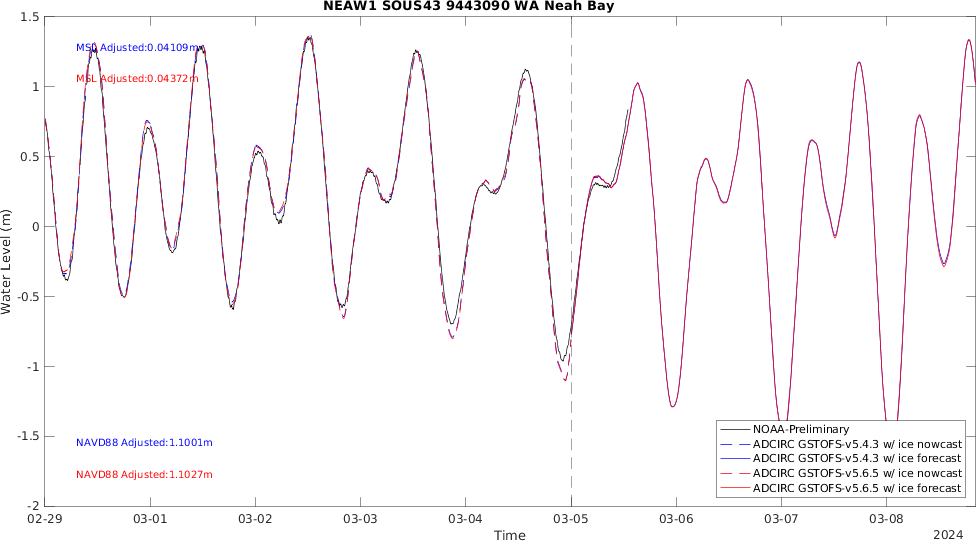 NEAW1 SOUS43 9443090 WA Neah Bay
1.5
1
0.5
0
-0.5
-1
-1.5
-2
Water Level (m)
MSL Adjusted:0.04109m
MSL Adjusted:0.04372m
NAVD88 Adjusted:1.1001m
NAVD88 Adjusted:1.1027m
NOAA-Preliminary
ADCIRC GSTOFS-v5.4.3 w/ ice nowcast
ADCIRC GSTOFS-v5.4.3 w/ ice forecast
ADCIRC GSTOFS-v5.6.5 w/ ice nowcast
ADCIRC GSTOFS-v5.6.5 w/ ice forecast
02-29 03-01 03-02 03-03 03-04 03-05 03-06 03-07 03-08
Time
2024